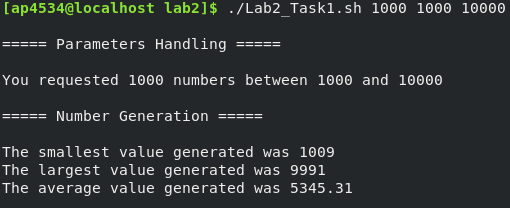 [ap4534@localhost lab2]$ ./Lab2_Task1.sh 1000 1000 10000
===== Parameters Handling =====
You requested 1000 numbers between 1000 and 10000
===== Number Generation =====
The smallest value generated was 1009
The largest value generated was 9991
The average value generated was 5345.31